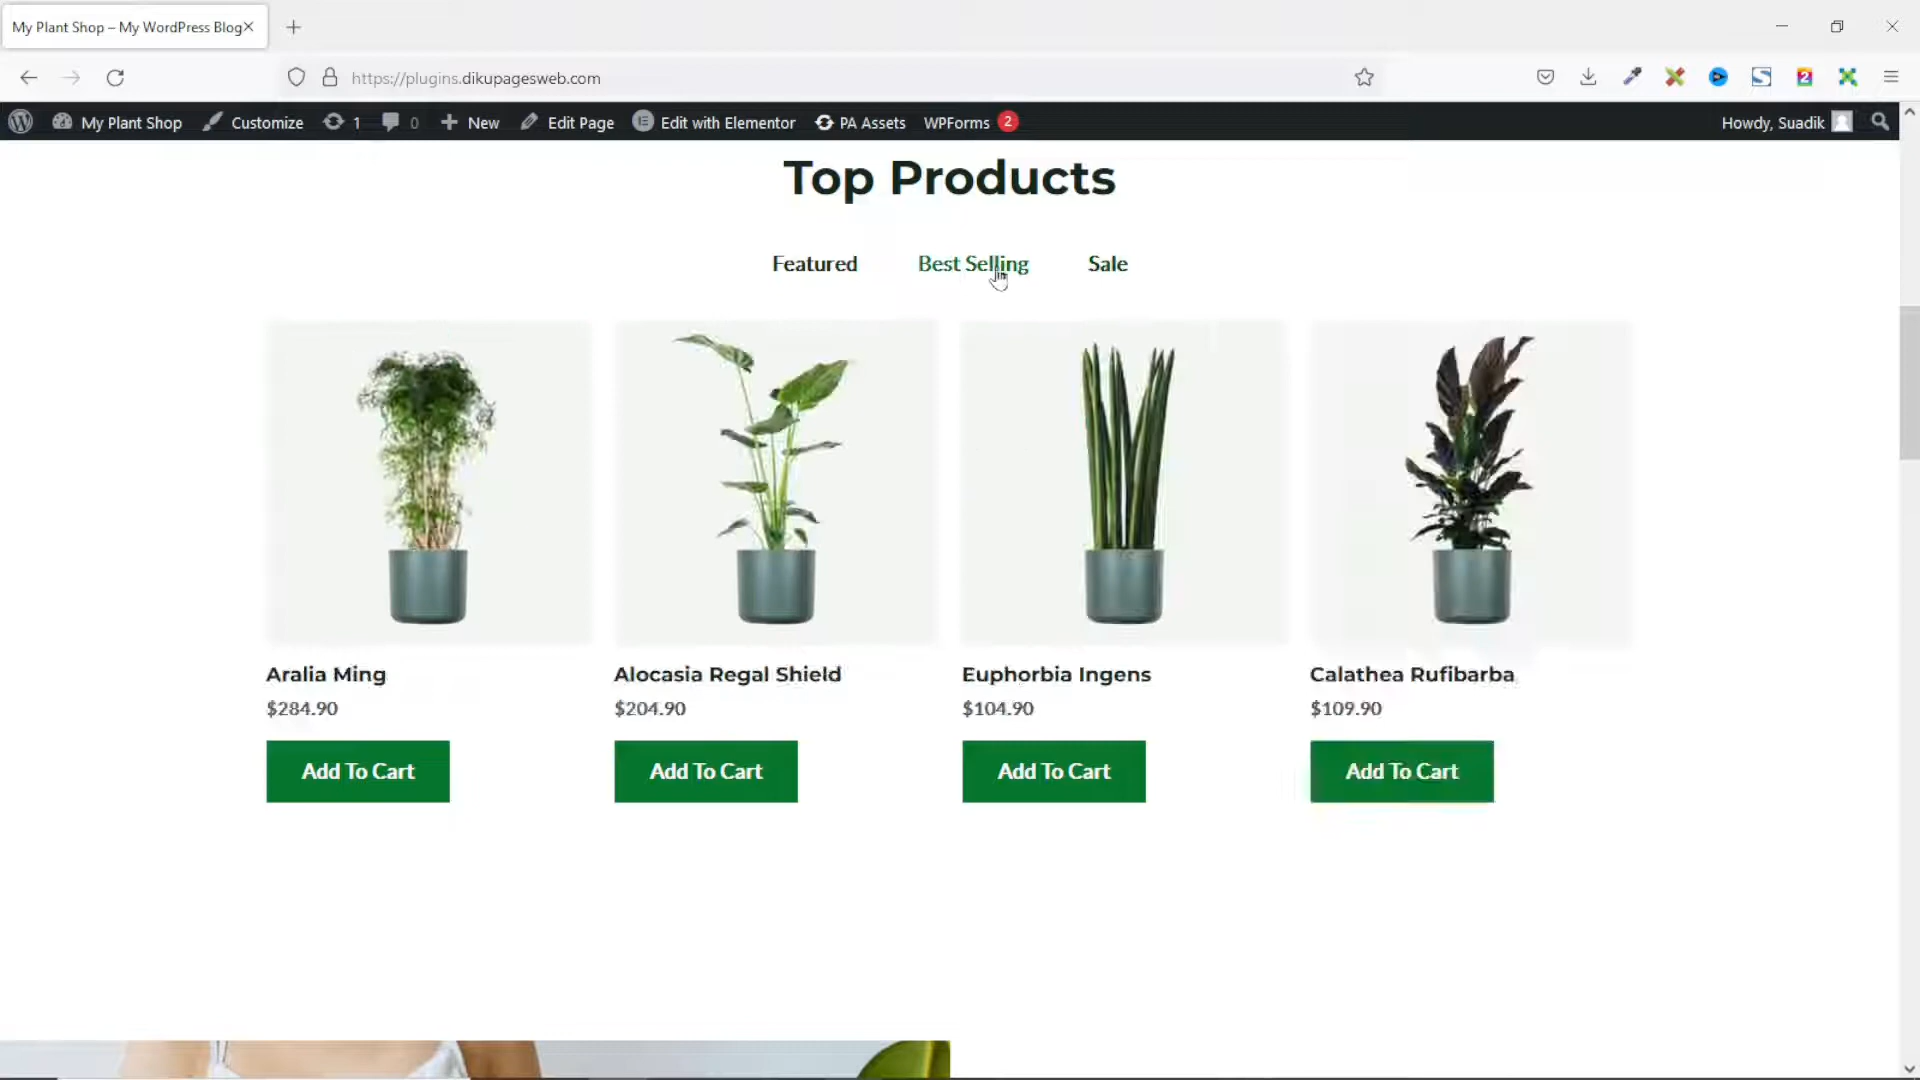 My Plant Shop – My WordPress Blog
https://plugins.dikupagesweb.com
2
My Plant Shop Customize 1 0 New Edit Page Edit with Elementor PA Assets WPForms 2 Howdy, Suadik
Top Products
Featured Best Selling Sale
Aralia Ming Alocasia Regal Shield Euphorbia Ingens Calathea Rufibarba
$284.90 $204.90 $104.90 $109.90
Add To Cart Add To Cart Add To Cart Add To Cart